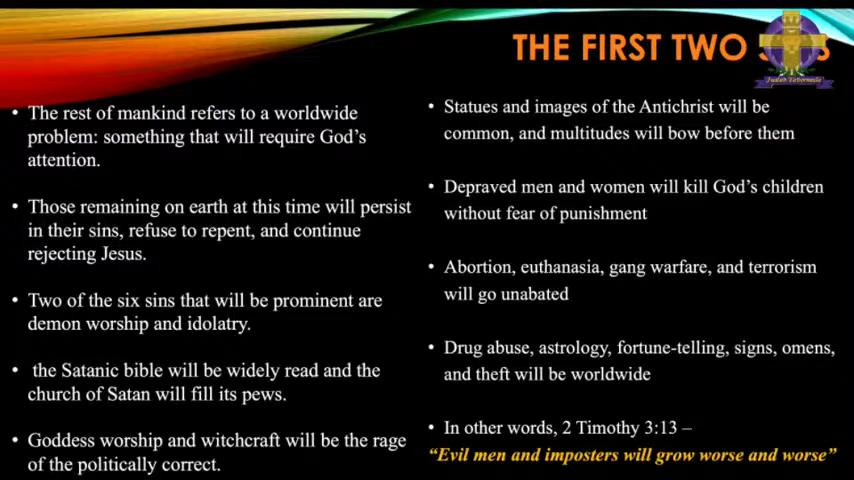 THE FIRST TWO
Judah Tabernacle
• The rest of mankind refers to a worldwide
problem: something that will require God's
attention.
• Those remaining on earth at this time will persist
in their sins, refuse to repent, and continue
rejecting Jesus.
• Two of the six sins that will be prominent are
demon worship and idolatry.
• the Satanic bible will be widely read and the
church of Satan will fill its pews.
• Goddess worship and witchcraft will be the rage
of the politically correct.
• Statues and images of the Antichrist will be
common, and multitudes will bow before them
• Depraved men and women will kill God's children
without fear of punishment
• Abortion, euthanasia, gang warfare, and terrorism
will go unabated
• Drug abuse, astrology, fortune-telling, signs, omens,
and theft will be worldwide
• In other words, 2 Timothy 3:13 –
"Evil men and imposters will grow worse and worse"